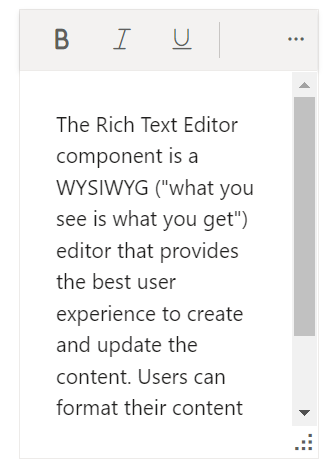 B I U
The Rich Text Editor
component is a
WYSIWYG ("what you
see is what you get")
editor that provides
the best user
experience to create
and update the
content. Users can
format their content